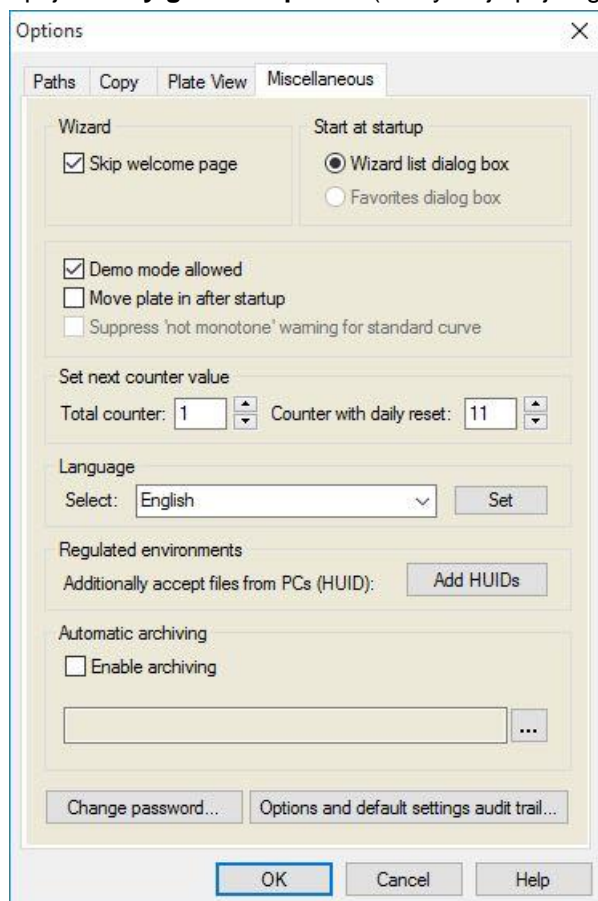 Options
Paths Copy Plate View Miscellaneous
Wizard
Skip welcome page
Start at startup
Wizard list dialog box
Favorites dialog box
Demo mode allowed
Move plate in after startup
Suppress 'not monotone' warning for standard curve
Set next counter value
Total counter: 1 Counter with daily reset: 11
Language
Select: English Set
Regulated environments
Additionally accept files from PCs (HUID): Add HUIDs
Automatic archiving
Enable archiving
...
Change password... Options and default settings audit trail...
OK Cancel Help